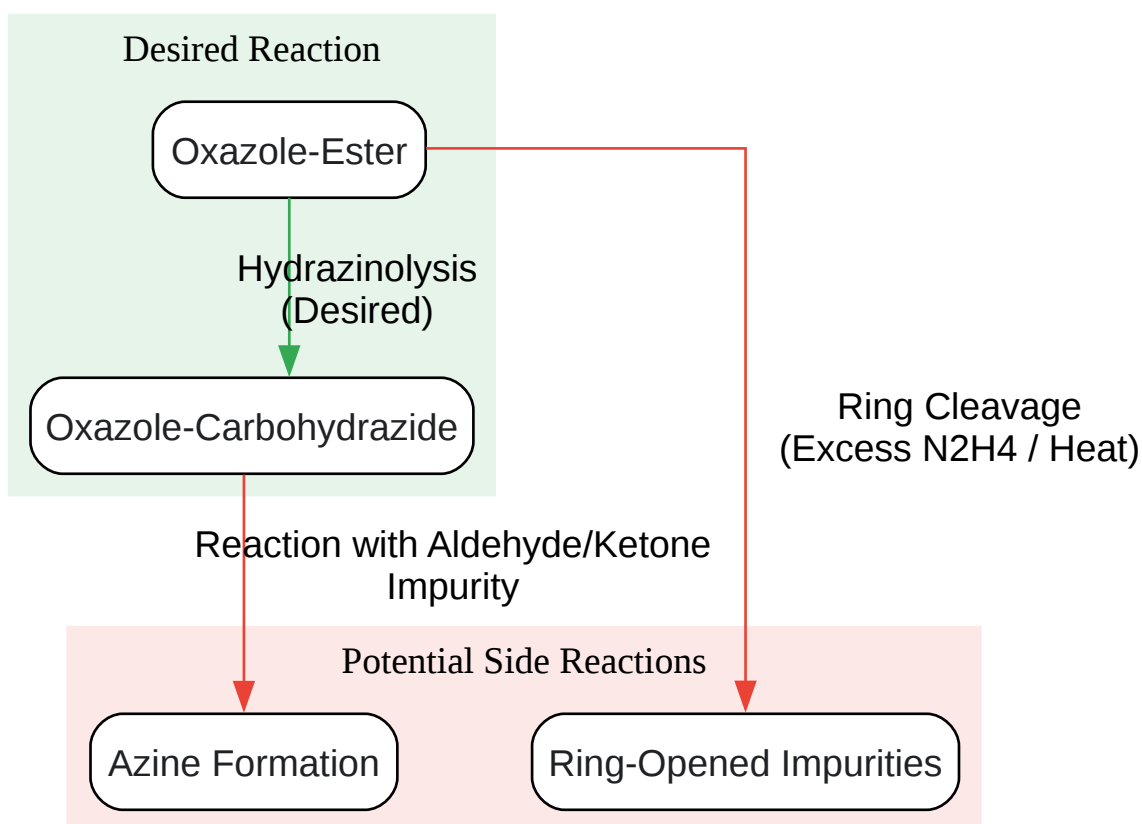 Desired Reaction
Oxazole-Ester
Hydrazinolysis
(Desired)
Oxazole-Carbohydrazide
Ring Cleavage
(Excess N2H4 / Heat)
Reaction with Aldehyde/Ketone
Impurity
Potential Side Reactions
Azine Formation
Ring-Opened Impurities